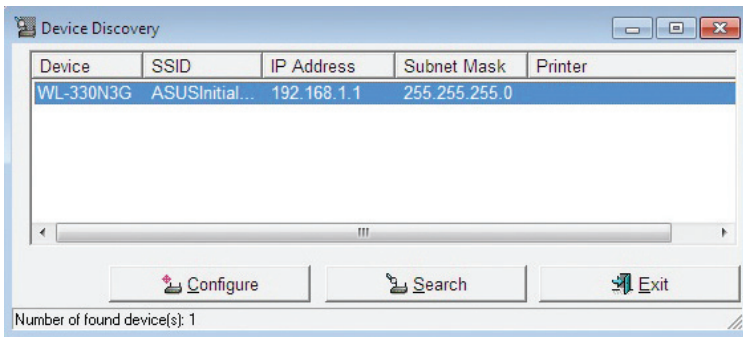 Device Discovery
Device SSID IP Address Subnet Mask Printer
WL-330N3G ASUSInitial... 192.168.1.1 255.255.255.0
Configure Search Exit
Number of found device(s): 1